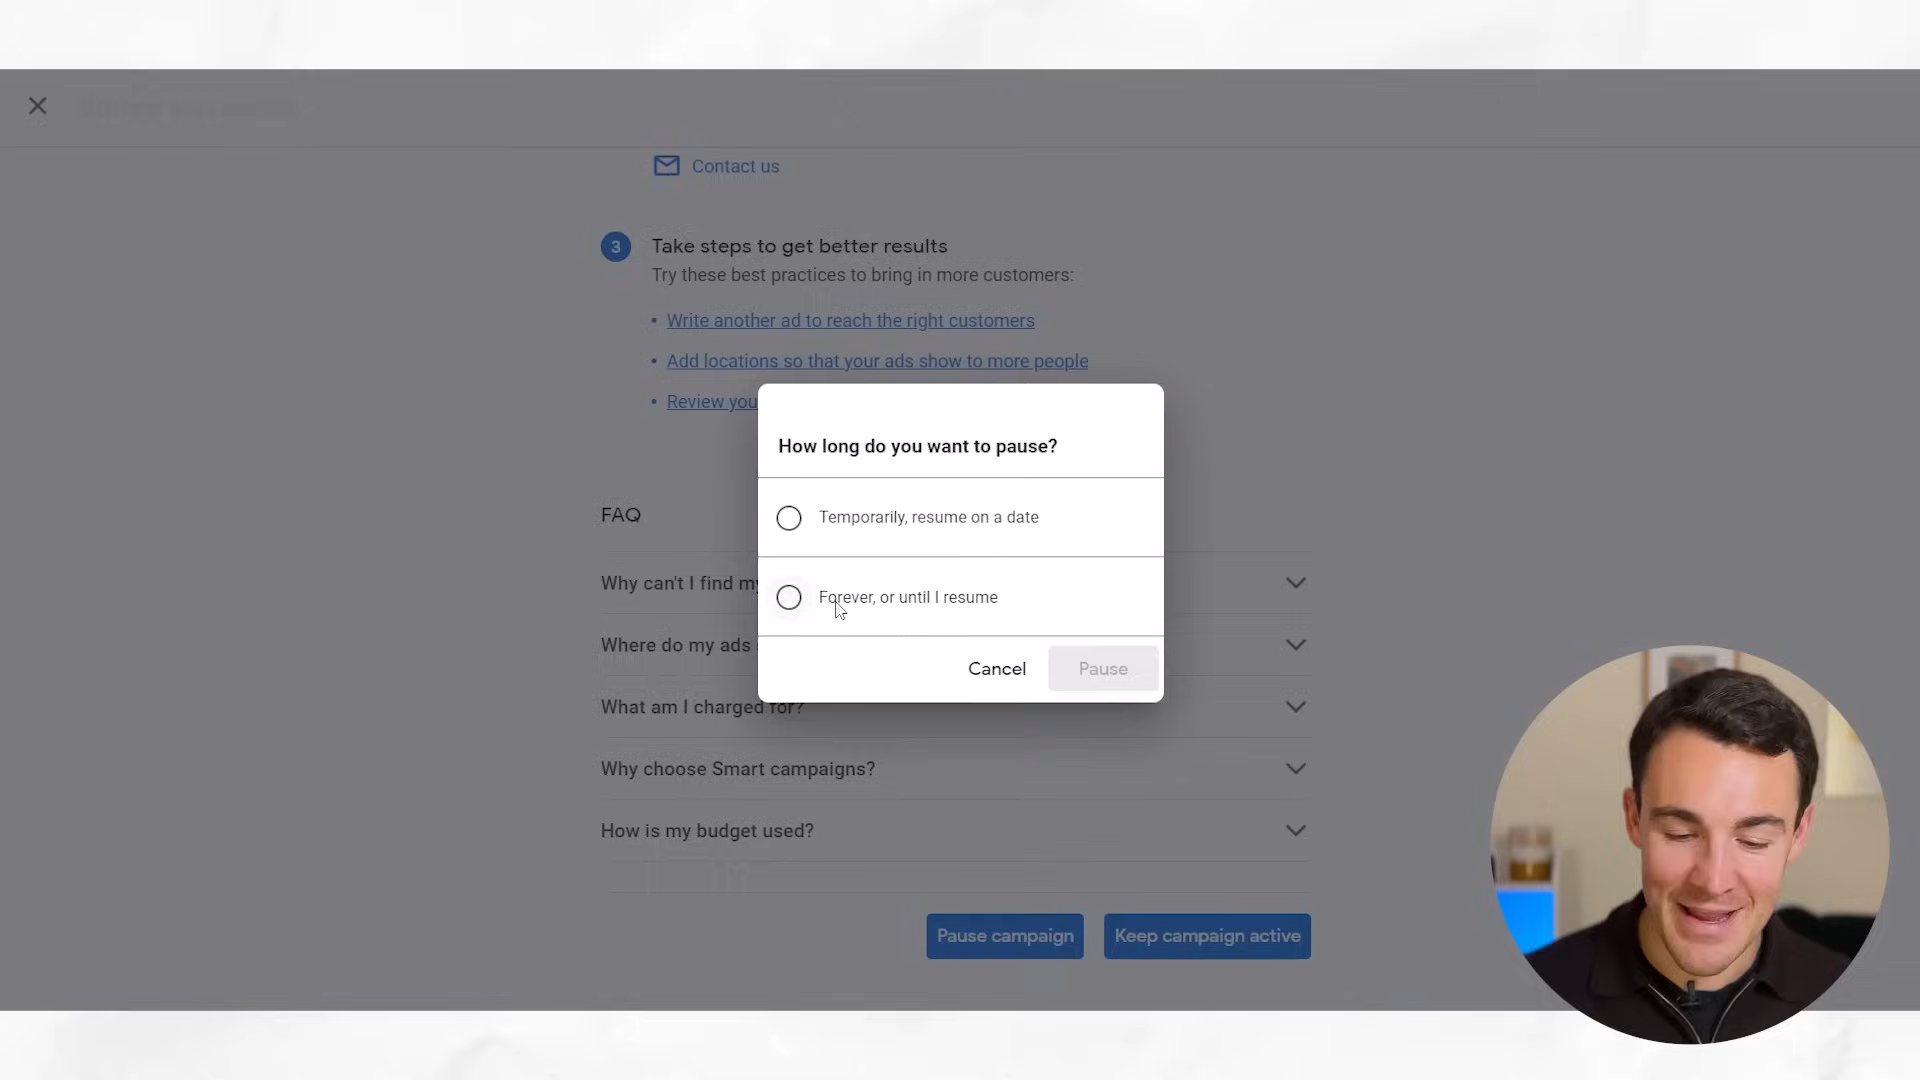 Contact us
3
Take steps to get better results
Try these best practices to bring in more customers:
• Write another ad to reach the right customers
• Add locations so that your ads show to more people
• Review you
How long do you want to pause?
Temporarily, resume on a date
Forever, or until I resume
Cancel
Pause
FAQ
Why can't I find my
Where do my ads
What am I charged for?
Why choose Smart campaigns?
How is my budget used?
Pause campaign
Keep campaign active